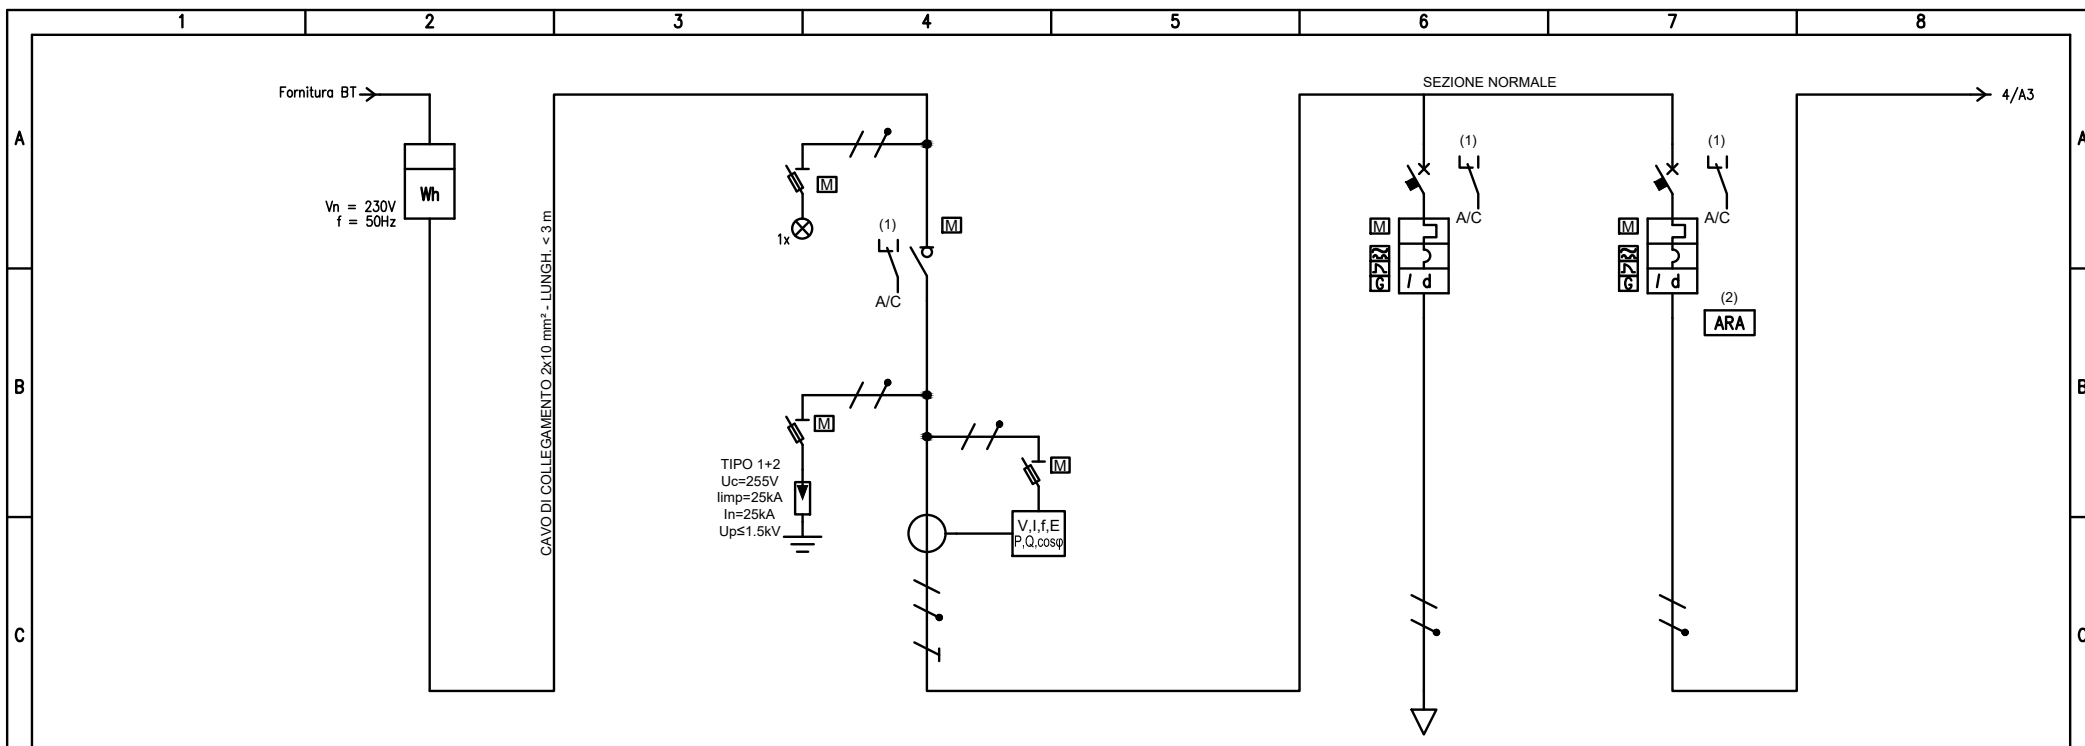 1 2 3 4 5 6 7 8
A
A
B
B
C
C
Fornitura BT
Wh
Vn = 230V
f = 50Hz
CAVO DI COLLEGAMENTO 2x10 mm² - LUNGH. < 3 m
M
1x
(1)
A/C
M
M
TIPO 1+2
Uc=255V
Iimp=25kA
In=25kA
Up≤1.5kV
M
V,I,f,E
P,Q,cosφ
SEZIONE NORMALE
(1)
A/C
M
G
I d
(1)
A/C
M
G
I d
(2)
ARA
4/A3